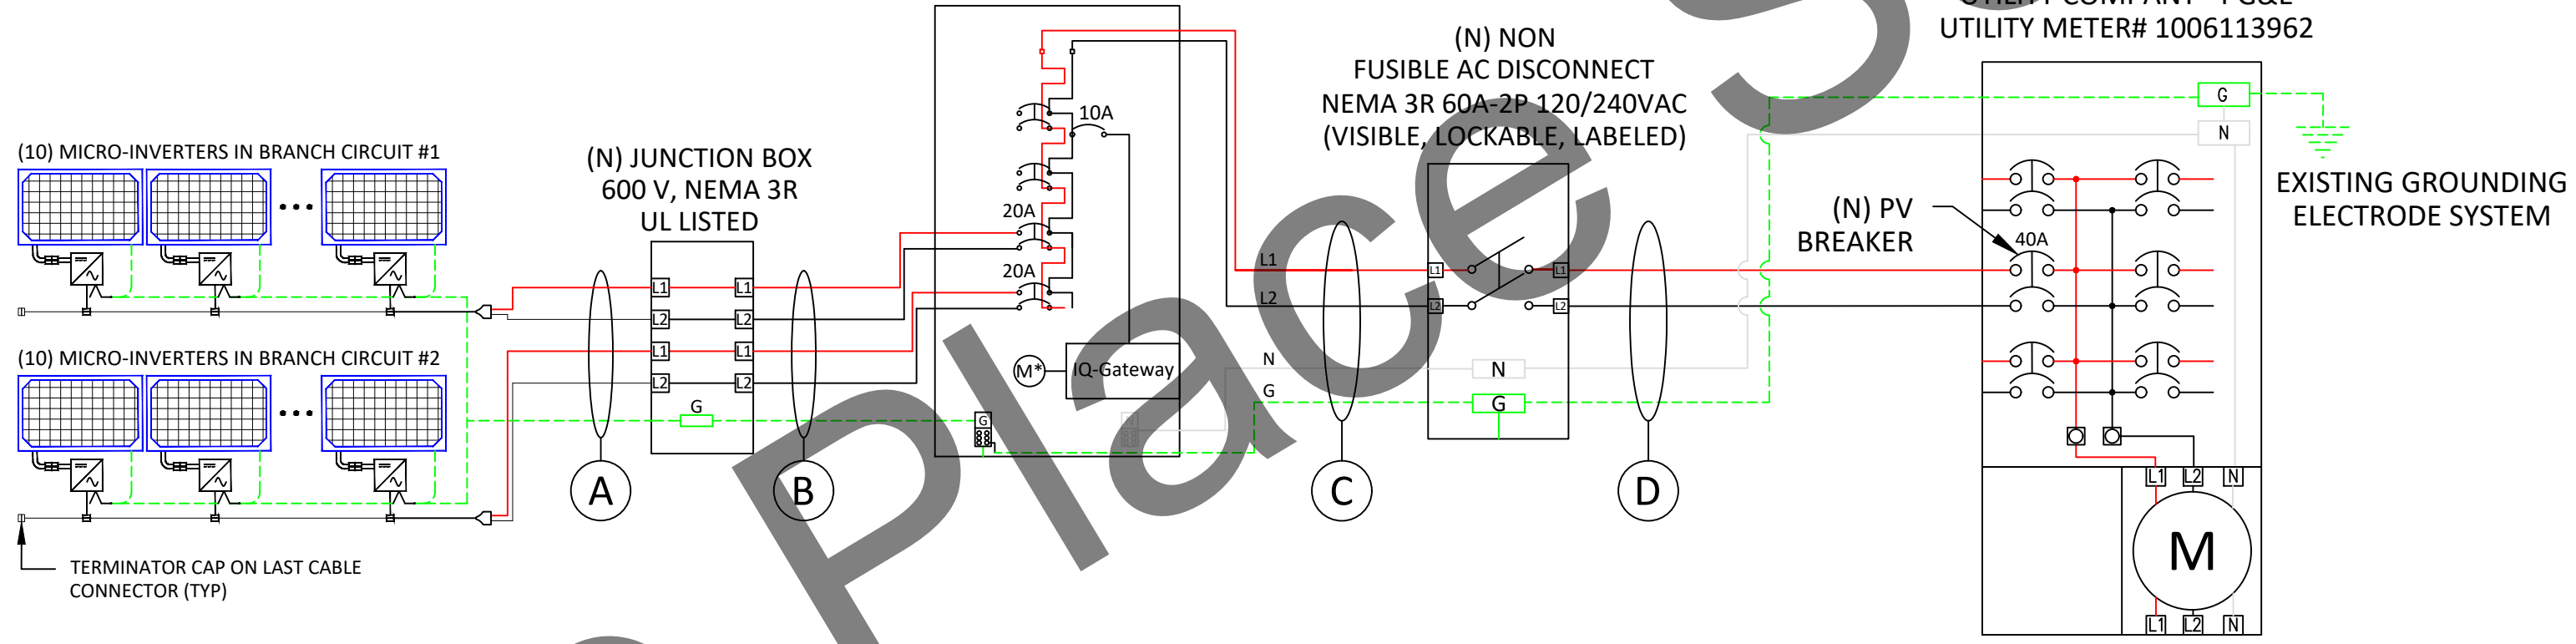 UTILITY COMPANY - PG&E
UTILITY METER# 1006113962
(N) NON
FUSIBLE AC DISCONNECT
NEMA 3R 60A-2P 120/240VAC
(VISIBLE, LOCKABLE, LABELED)
(10) MICRO-INVERTERS IN BRANCH CIRCUIT #1
(N) JUNCTION BOX
600 V, NEMA 3R
UL LISTED
L1
L1
L2
L2
L1
L1
L2
L2
G
A
B
10A
20A
20A
M*
IQ-Gateway
G
L1
L2
N
G
L1
L1
L2
L2
N
G
C
D
(N) PV
BREAKER
40A
G
N
EXISTING GROUNDING
ELECTRODE SYSTEM
L1
L2
N
M
L1
L2
N
(10) MICRO-INVERTERS IN BRANCH CIRCUIT #2
TERMINATOR CAP ON LAST CABLE
CONNECTOR (TYP)
Place